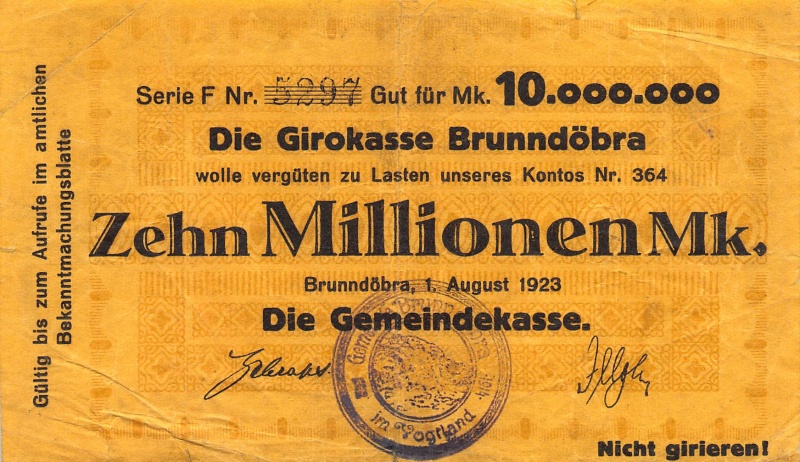 Serie F Nr. 5297 Gut für Mk. 10.000.000
Die Girokasse Brunndöbra
wolle vergüten zu Lasten unseres Kontos Nr. 364
Zehn Millionen Mk.
Brunndöbra, 1. August 1923
Die Gemeindekasse.
im Vogtland
Nicht girieren!
Gültig bis zum Aufrufe im amtlichen
Bekanntmachungsblatte